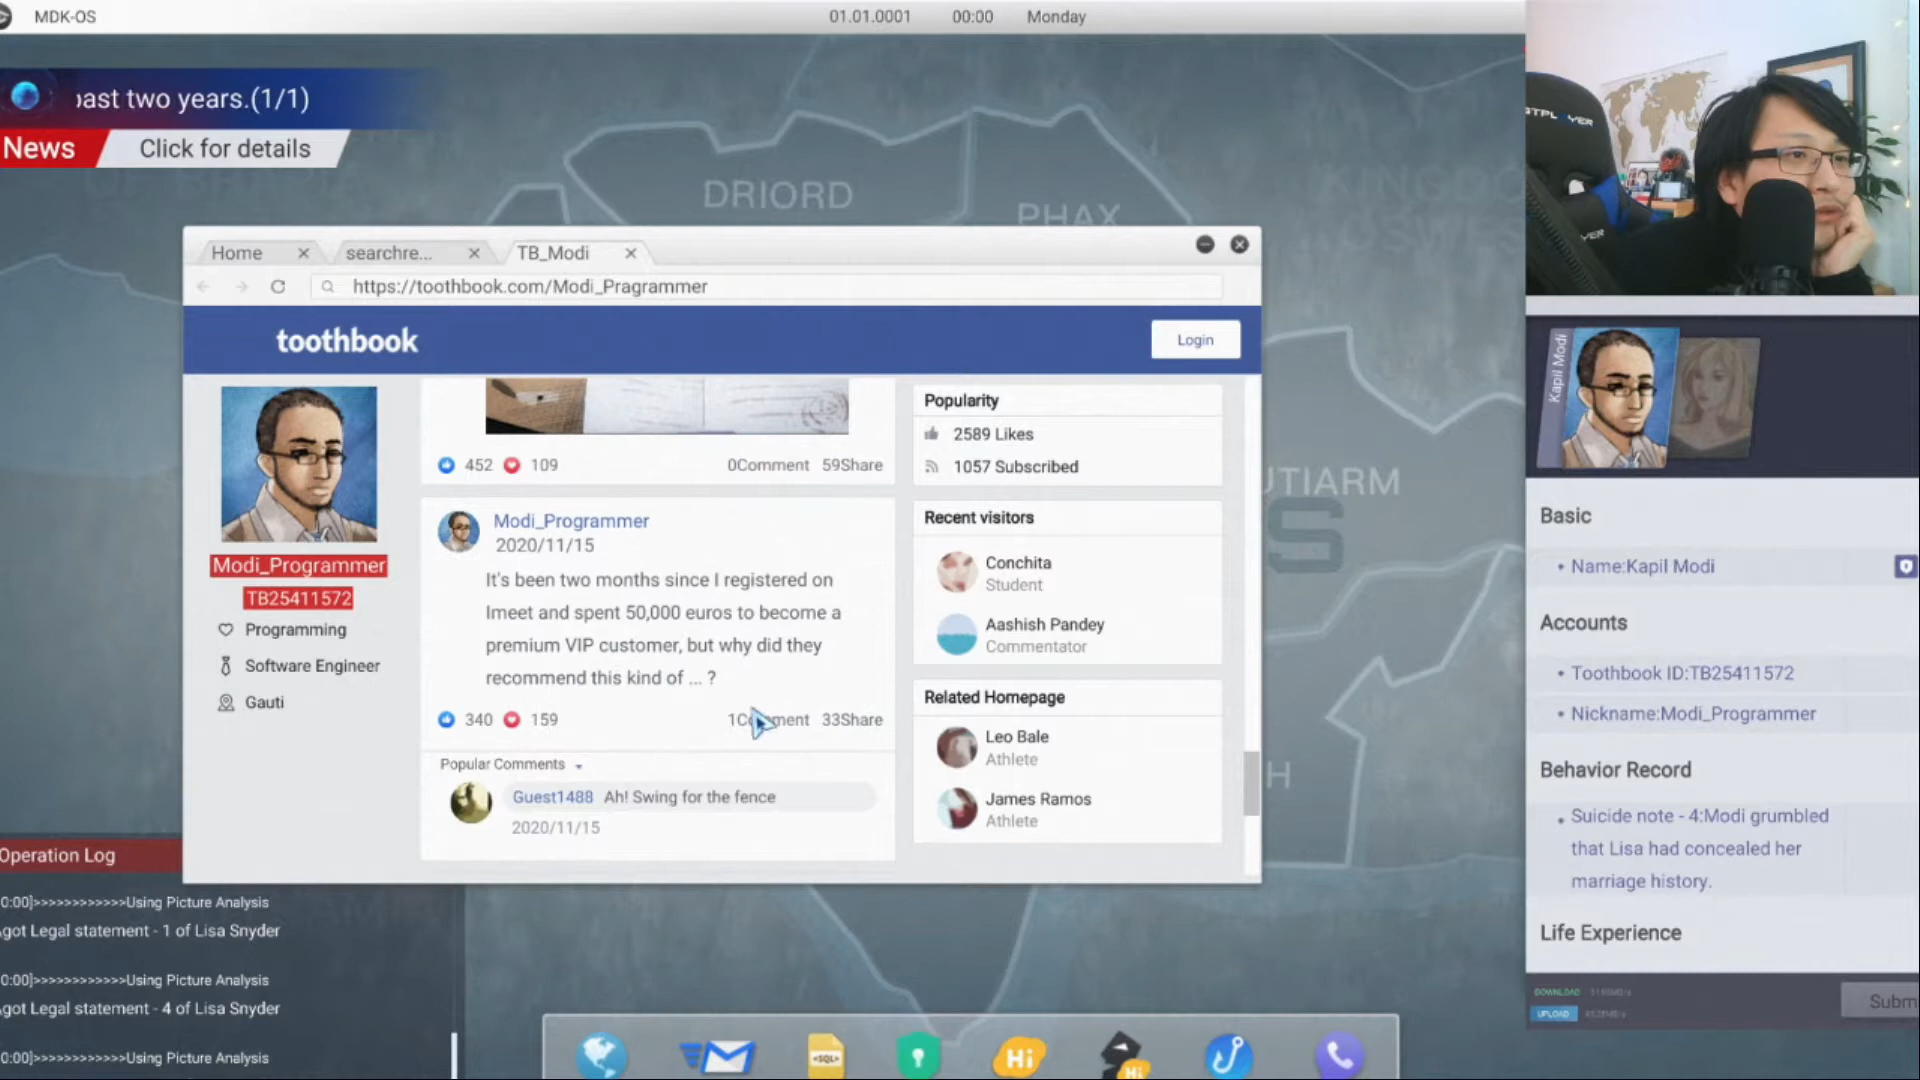 MDK-OS
01.01.0001 00:00 Monday
past two years.(1/1)
News Click for details
DRIORD
PHAX
UTIARM
S
H
Home searchre... TB_Modi
https://toothbook.com/Modi_Pragrammer
toothbook
Login
Modi_Programmer
TB25411572
Programming
Software Engineer
Gauti
452 109 0Comment 59Share
Modi_Programmer
2020/11/15
It's been two months since I registered on
Imeet and spent 50,000 euros to become a
premium VIP customer, but why did they
recommend this kind of ... ?
340 159 33Share
Popular Comments
Guest1488 Ah! Swing for the fence
2020/11/15
Popularity
2589 Likes
1057 Subscribed
Recent visitors
Conchita
Student
Aashish Pandey
Commentator
Related Homepage
Leo Bale
Athlete
James Ramos
Athlete
Operation Log
0:00]>>>>>>>>>>>>Using Picture Analysis
got Legal statement - 1 of Lisa Snyder
0:00]>>>>>>>>>>>>Using Picture Analysis
got Legal statement - 4 of Lisa Snyder
0:00]>>>>>>>>>>>>Using Picture Analysis
<SQL>
Hi
Hi
GTPLAYER
Kapil Modi
Basic
• Name:Kapil Modi
Accounts
• Toothbook ID:TB25411572
• Nickname:Modi_Programmer
Behavior Record
• Suicide note - 4:Modi grumbled
that Lisa had concealed her
marriage history.
Life Experience
DOWNLOAD
UPLOAD
Subm